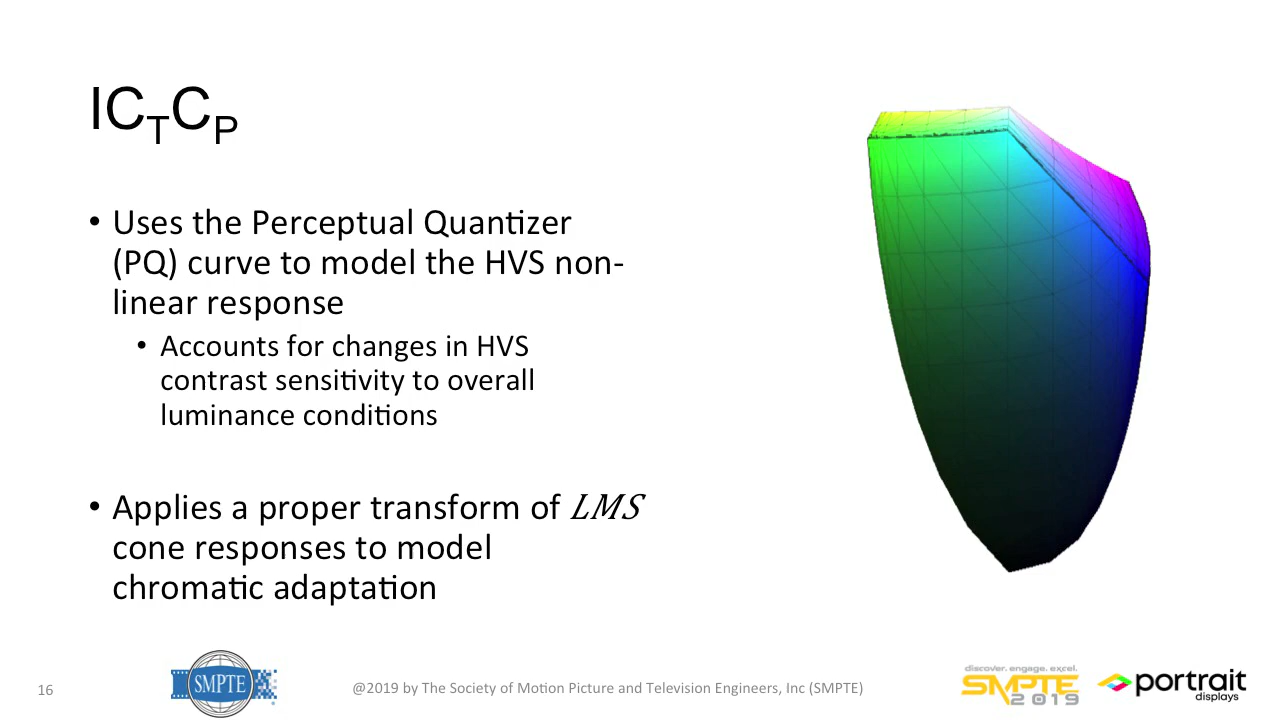 ICTCP
• Uses the Perceptual Quantizer
(PQ) curve to model the HVS non-
linear response
• Accounts for changes in HVS
contrast sensitivity to overall
luminance conditions
• Applies a proper transform of LMS
cone responses to model
chromatic adaptation
16
SMPTE
@2019 by The Society of Motion Picture and Television Engineers, Inc (SMPTE)
discover. engage. excel.
SMPTE
2019
portrait
displays